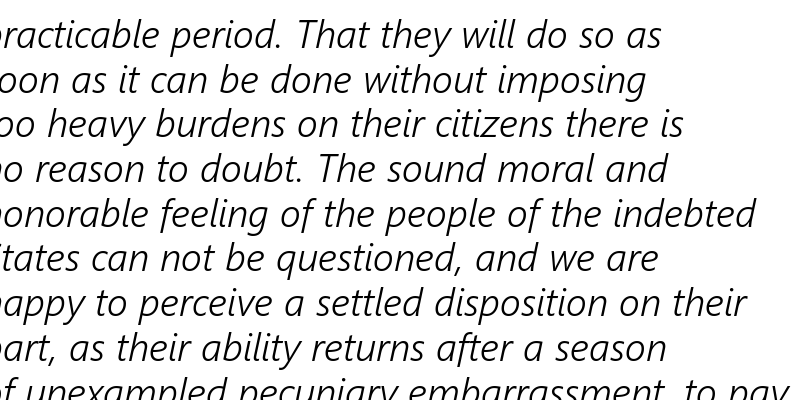 practicable period. That they will do so as
soon as it can be done without imposing
too heavy burdens on their citizens there is
no reason to doubt. The sound moral and
honorable feeling of the people of the indebted
States can not be questioned, and we are
happy to perceive a settled disposition on their
part, as their ability returns after a season
of unexampled pecuniary embarrassment, to pay